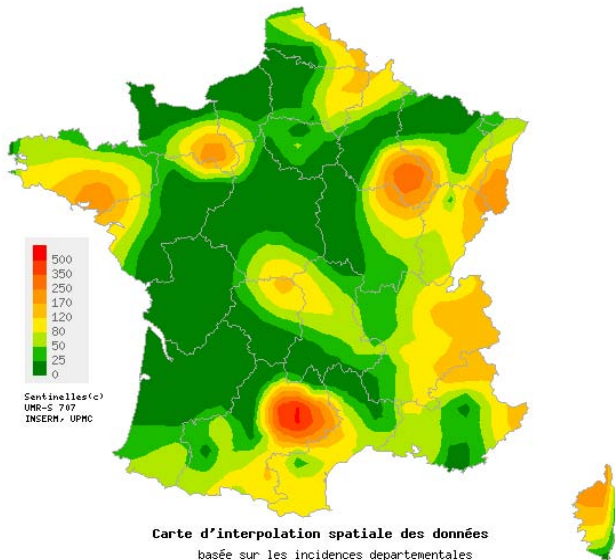 500
350
250
170
120
80
50
25
0
Sentinelles(c)
UMR-S 707
INSERM, UPMC
Carte d'interpolation spatiale des données
basée sur les incidences departementales